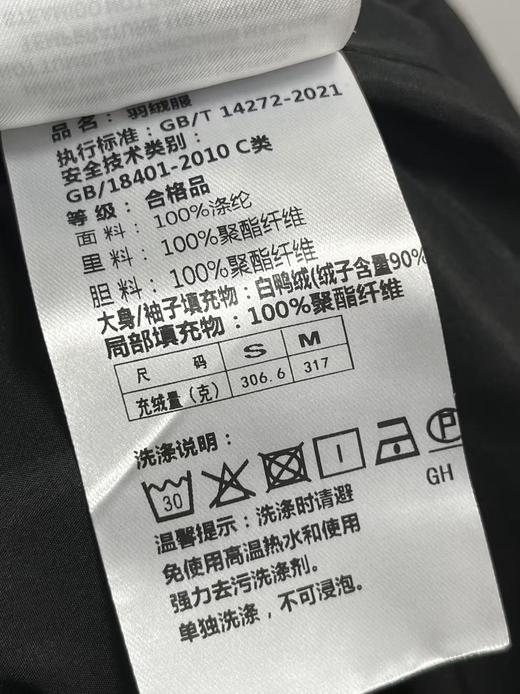 品名：羽绒服
执行标准：GB/T 14272-2021
安全技术类别：
GB/18401-2010 C类
等级：合格品
面料：100%涤纶
里料：100%聚酯纤维
胆料：100%聚酯纤维
大身/袖子填充物：白鸭绒(绒子含量90%
局部填充物：100%聚酯纤维
尺 码 S M
充绒量（克） 306.6 317
洗涤说明：
30 P
GH
温馨提示：洗涤时请避
免使用高温热水和使用
强力去污洗涤剂。
单独洗涤，不可浸泡。